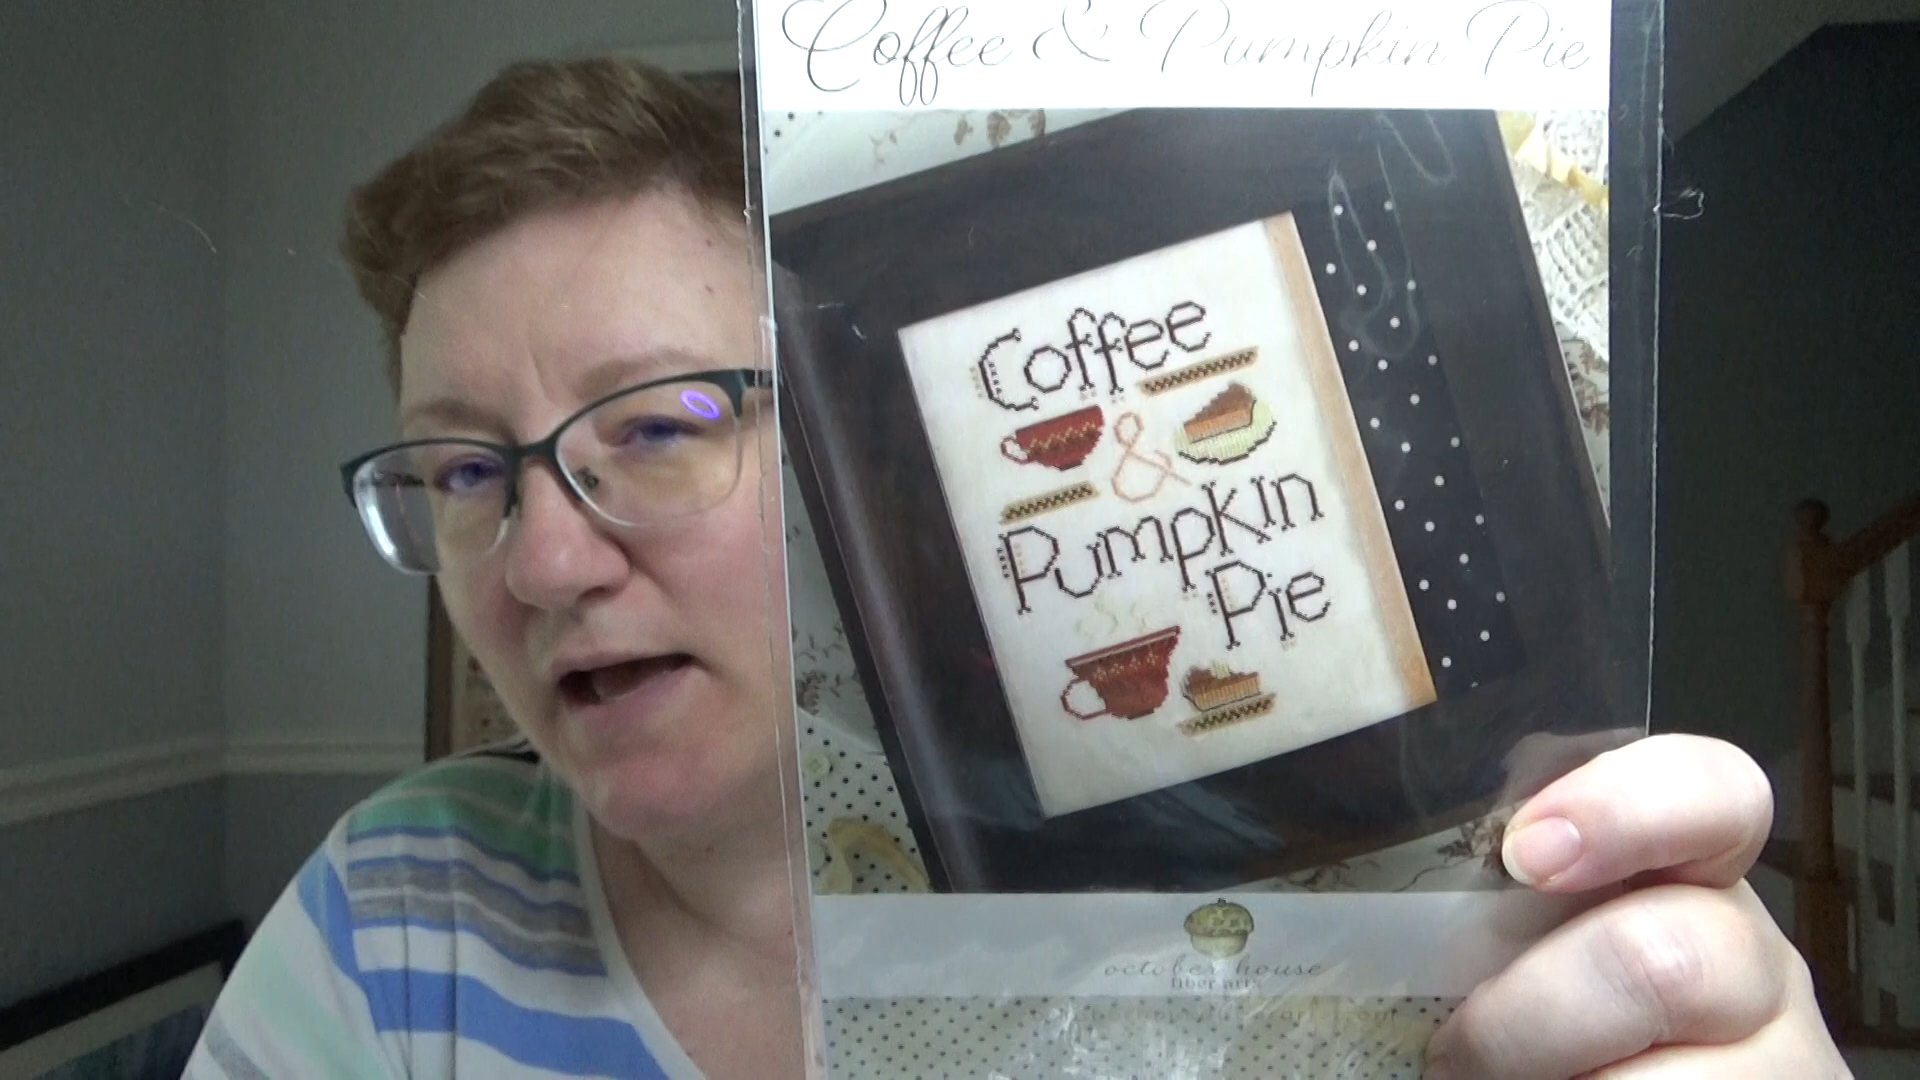 Coffee & Pumpkin Pie
Coffee
&
Pumpkin
Pie
october house
fiber arts